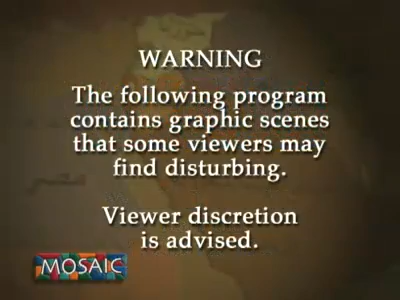 WARNING
The following program
contains graphic scenes
that some viewers may
find disturbing.
Viewer discretion
is advised.
MOSAIC